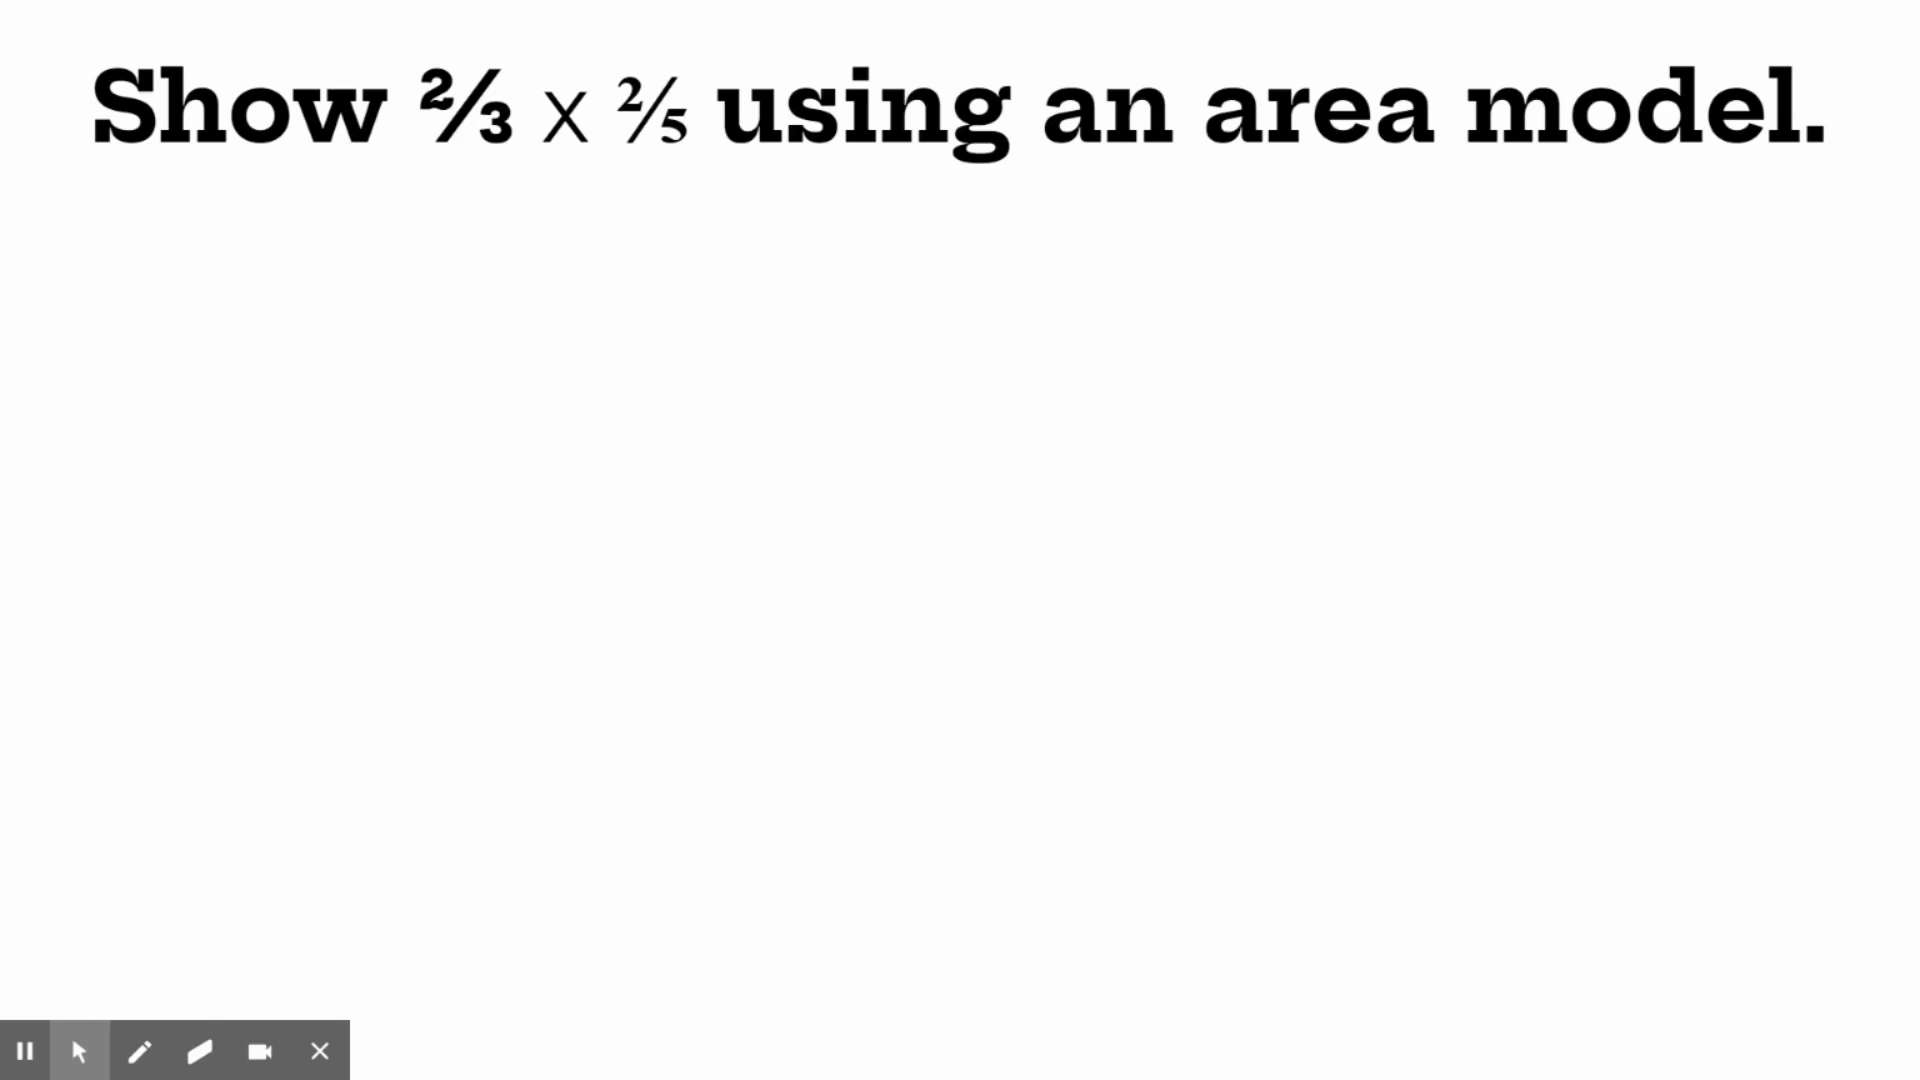 Show ⅔ x ⅖ using an area model.